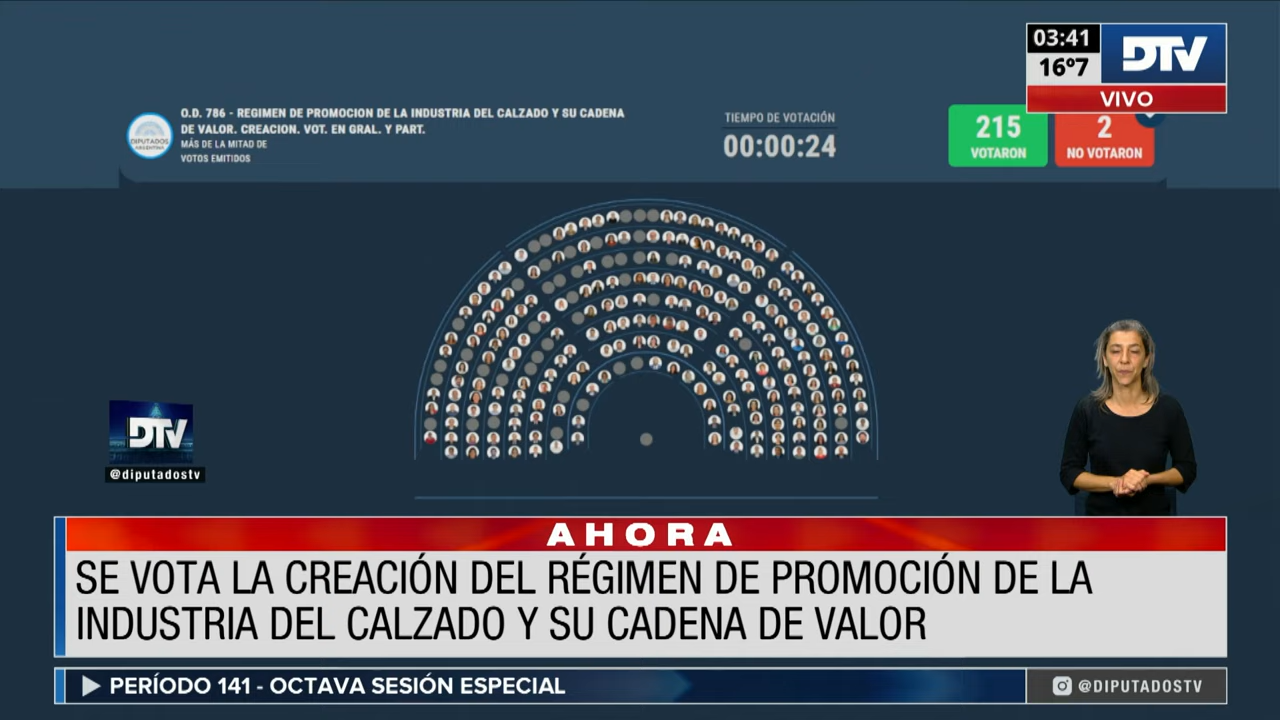 03:41
16º7
DTV
VIVO
DIPUTADOS
ARGENTINA
O.D. 786 - REGIMEN DE PROMOCION DE LA INDUSTRIA DEL CALZADO Y SU CADENA
DE VALOR. CREACION. VOT. EN GRAL. Y PART.
MÁS DE LA MITAD DE
VOTOS EMITIDOS
TIEMPO DE VOTACIÓN
00:00:24
215
VOTARON
2
NO VOTARON
DTV
@diputadostv
AHORA
SE VOTA LA CREACIÓN DEL RÉGIMEN DE PROMOCIÓN DE LA
INDUSTRIA DEL CALZADO Y SU CADENA DE VALOR
PERÍODO 141 - OCTAVA SESIÓN ESPECIAL
@DIPUTADOSTV